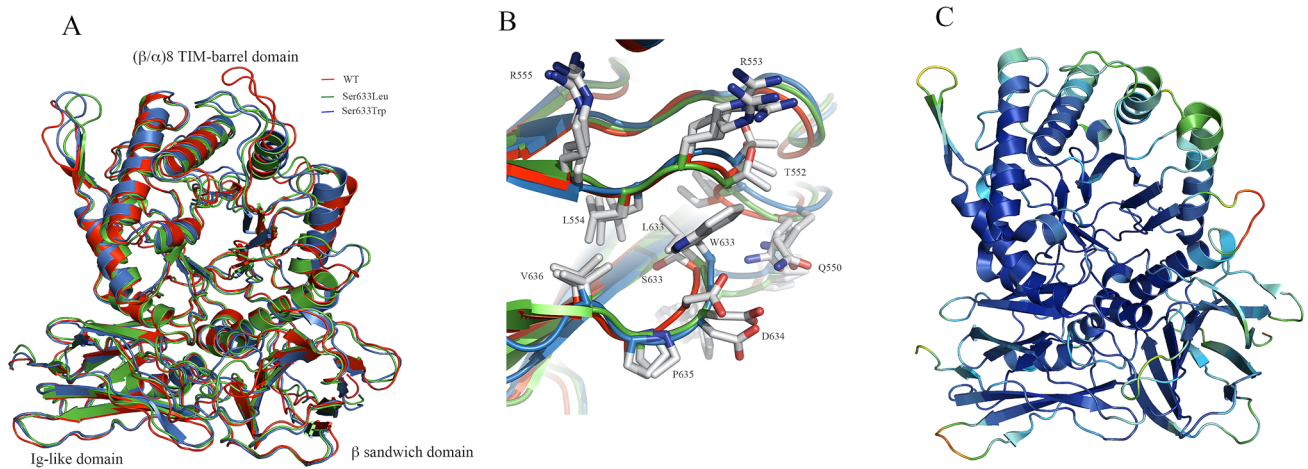 A
(β/α)8 TIM-barrel domain
WT
Ser633Leu
Ser633Trp
Ig-like domain
β sandwich domain
B
R555
R553
T552
L554
L633
W633
V636
S633
Q550
D634
P635
C